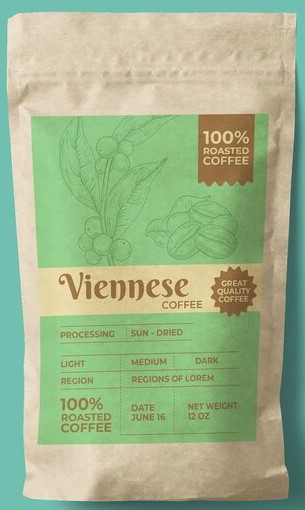 100%
ROASTED
COFFEE
Viennese
COFFEE
GREAT
QUALITY
COFFEE
PROCESSING SUN - DRIED
LIGHT MEDIUM DARK
REGION REGIONS OF LOREM
100%
ROASTED
COFFEE
DATE
JUNE 16
NET WEIGHT
12 OZ